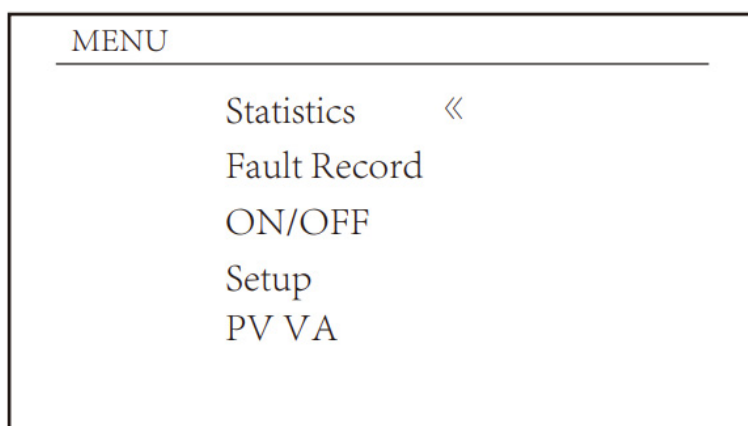 MENU
Statistics «
Fault Record
ON/OFF
Setup
PV VA